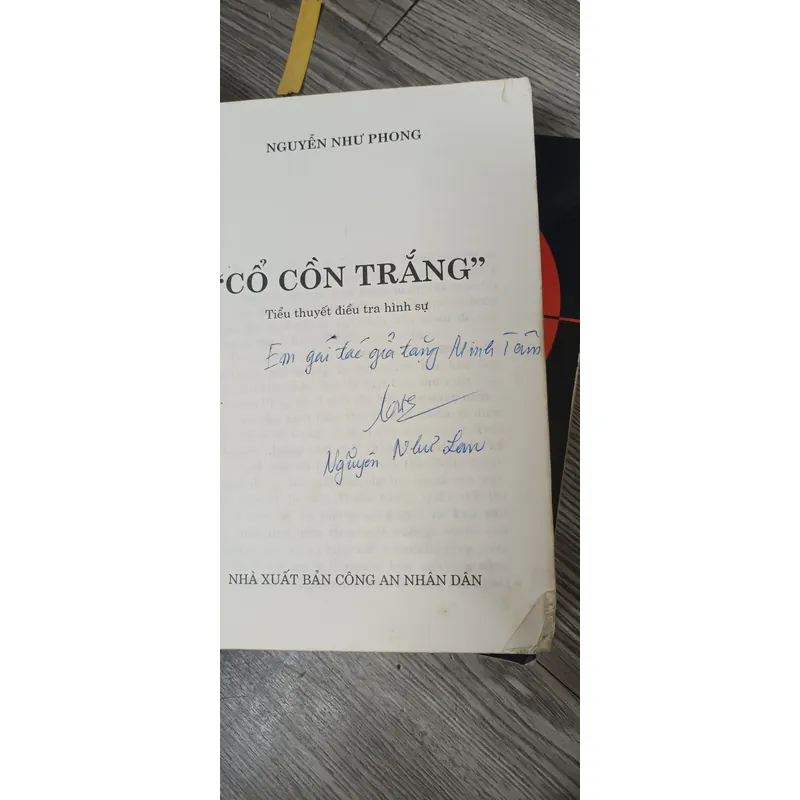 NGUYỄN NHƯ PHONG
“CỔ CỒN TRẮNG”
Tiểu thuyết điều tra hình sự
Em gái tác giả tặng Minh Tâm
Nguyễn Như Lan
NHÀ XUẤT BẢN CÔNG AN NHÂN DÂN